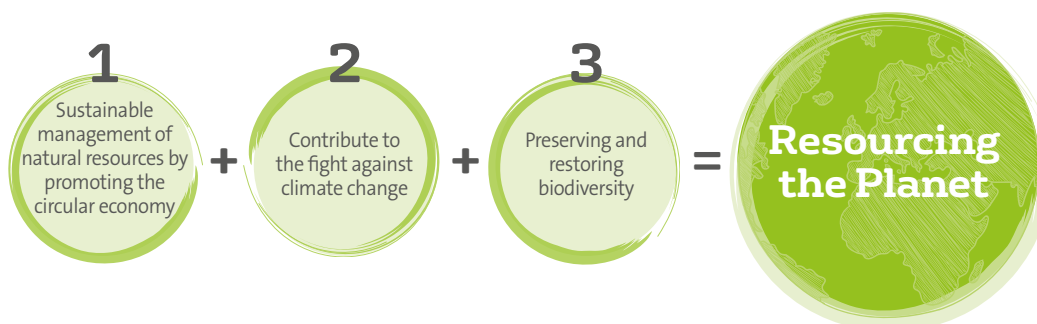 1
Sustainable
management of
natural resources by
promoting the
circular economy
+
2
Contribute to
the fight against
climate change
+
3
Preserving and
restoring
biodiversity
=
Resourcing
the Planet